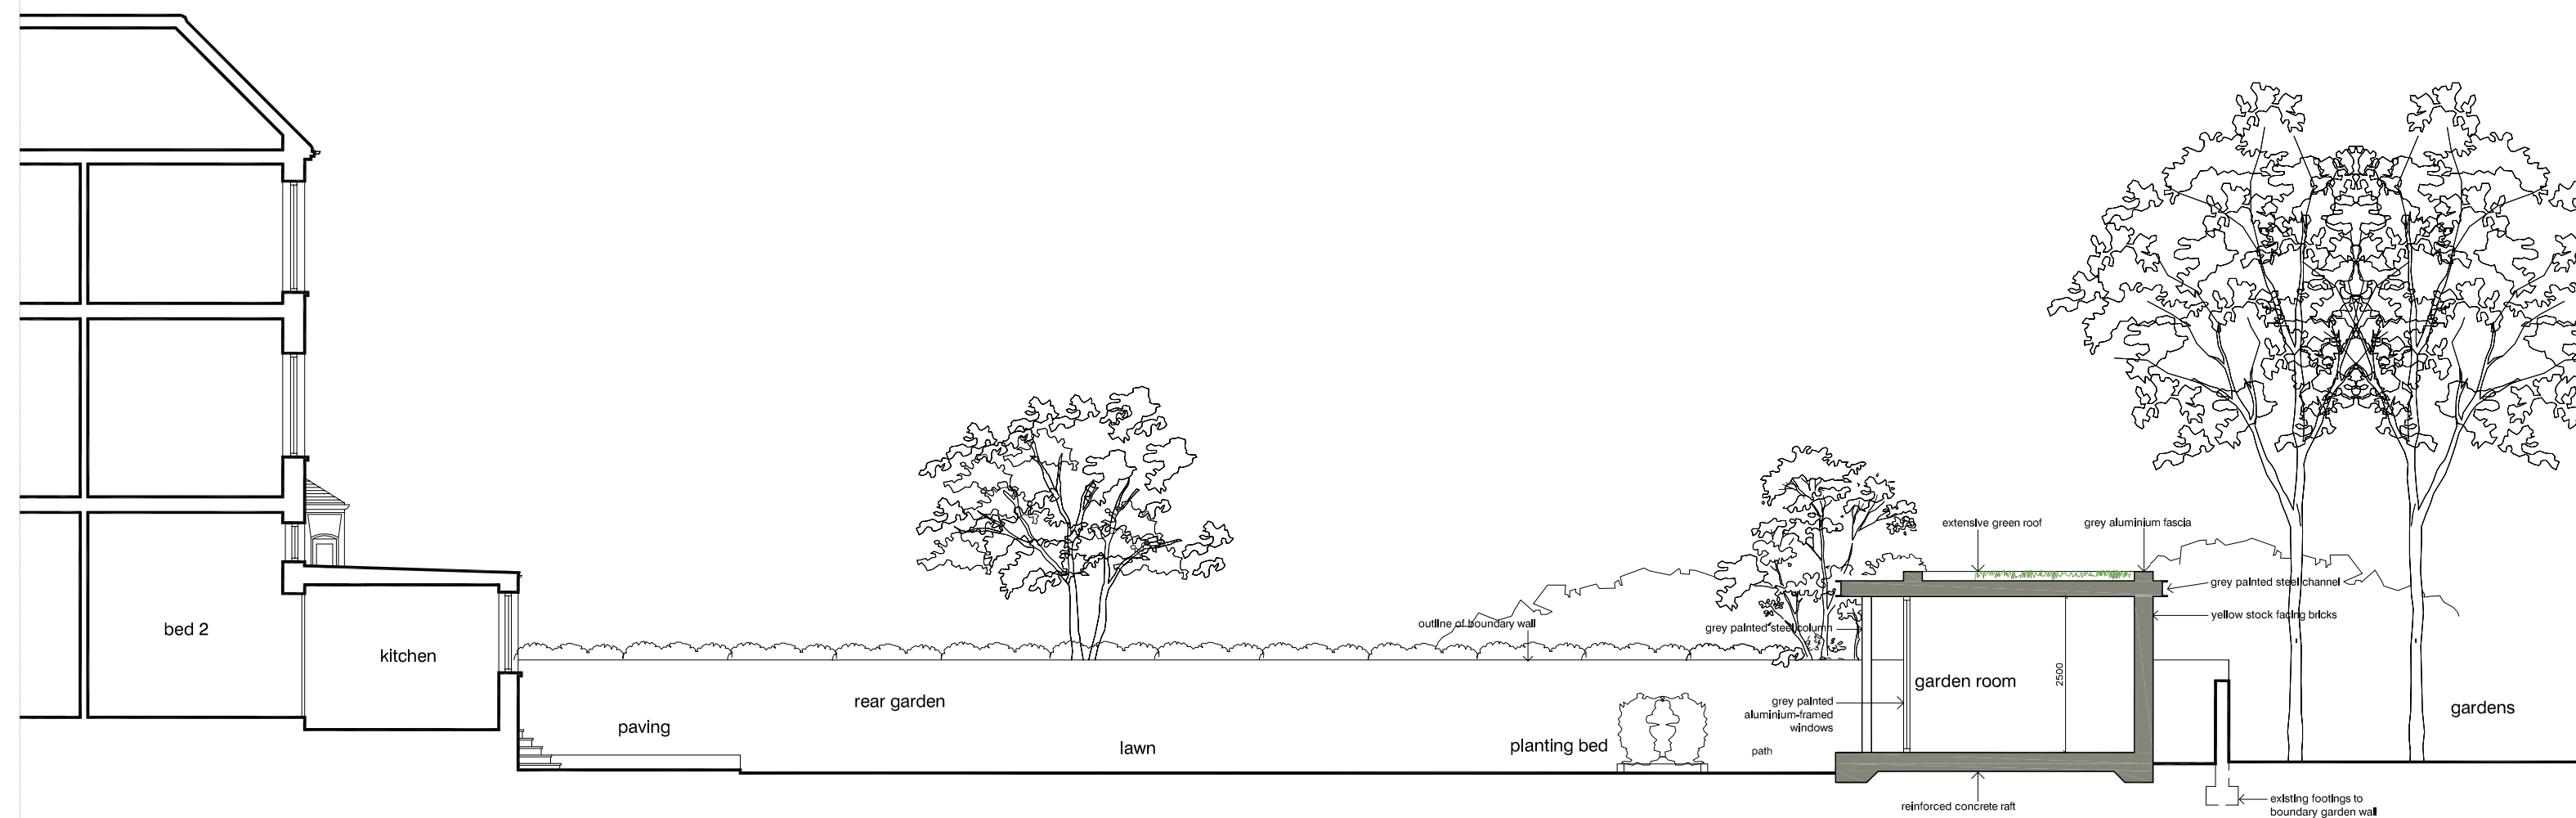 extensive green roof
grey aluminium fascia
grey painted steel channel
yellow stock facing bricks
outline of boundary wall
grey painted steel column
bed 2
kitchen
garden room
2500
rear garden
grey painted
aluminium-framed
windows
gardens
paving
lawn
planting bed
path
reinforced concrete raft
existing footings to
boundary garden wall